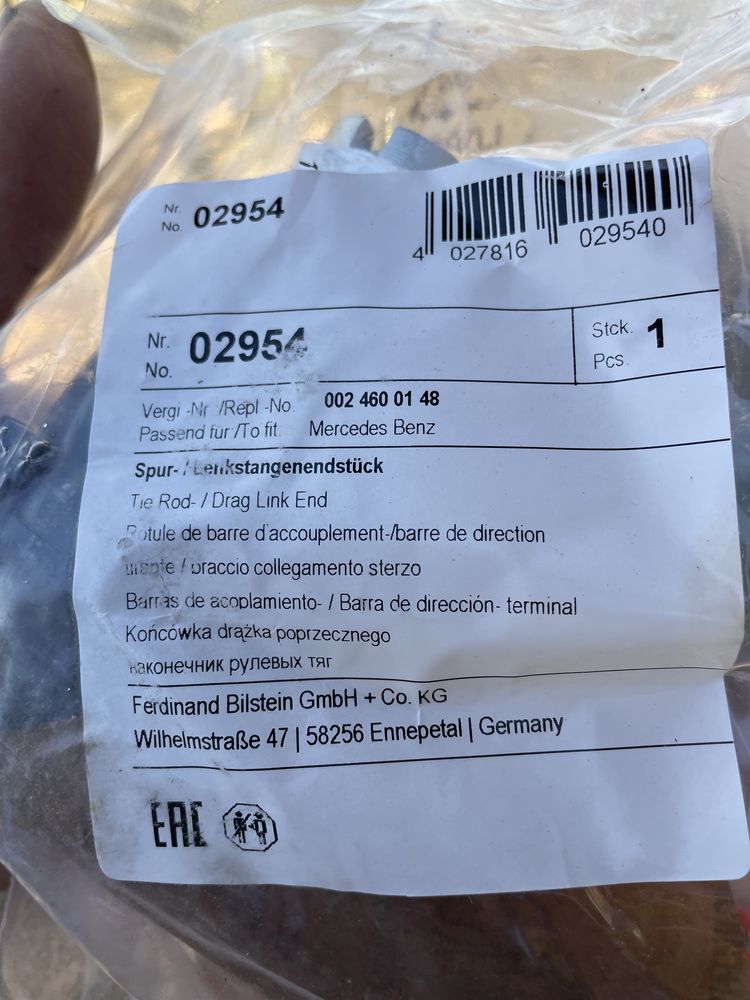 Nr.
No. 02954
4 027816 029540
Nr.
No. 02954
Stck.
Pcs. 1
Vergl -Nr /Repl -No. 002 460 01 48
Passend für /To fit Mercedes Benz
Spur- / Lenkstangenendstück
Tie Rod- / Drag Link End
Rotule de barre d'accouplement-/barre de direction
/ braccio collegamento sterzo
Barras de acoplamiento- / Barra de dirección- terminal
Końcówka drążka poprzecznego
наконечник рулевых тяг
Ferdinand Bilstein GmbH + Co. KG
Wilhelmstraße 47 | 58256 Ennepetal | Germany
EAC